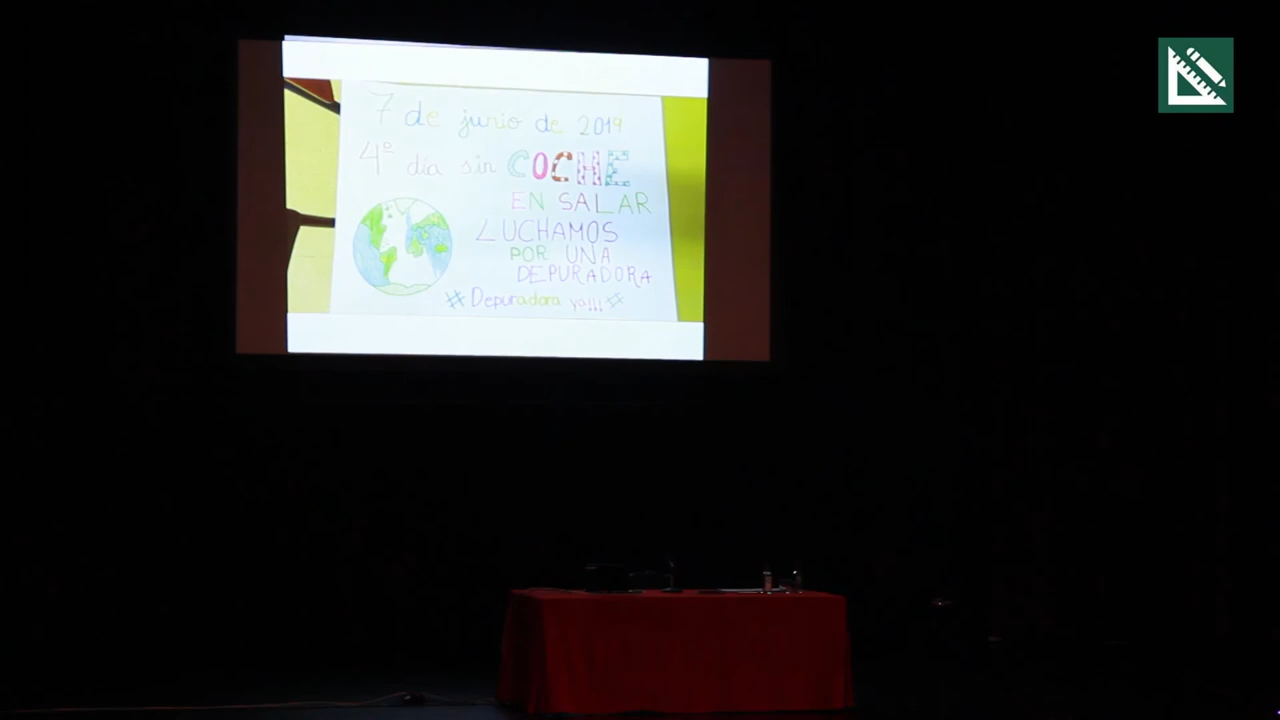 7 de junio de 2019
4º día sin COCHE
EN SALAR
LUCHAMOS
POR UNA
DEPURADORA
# Depuradora ya!!! #